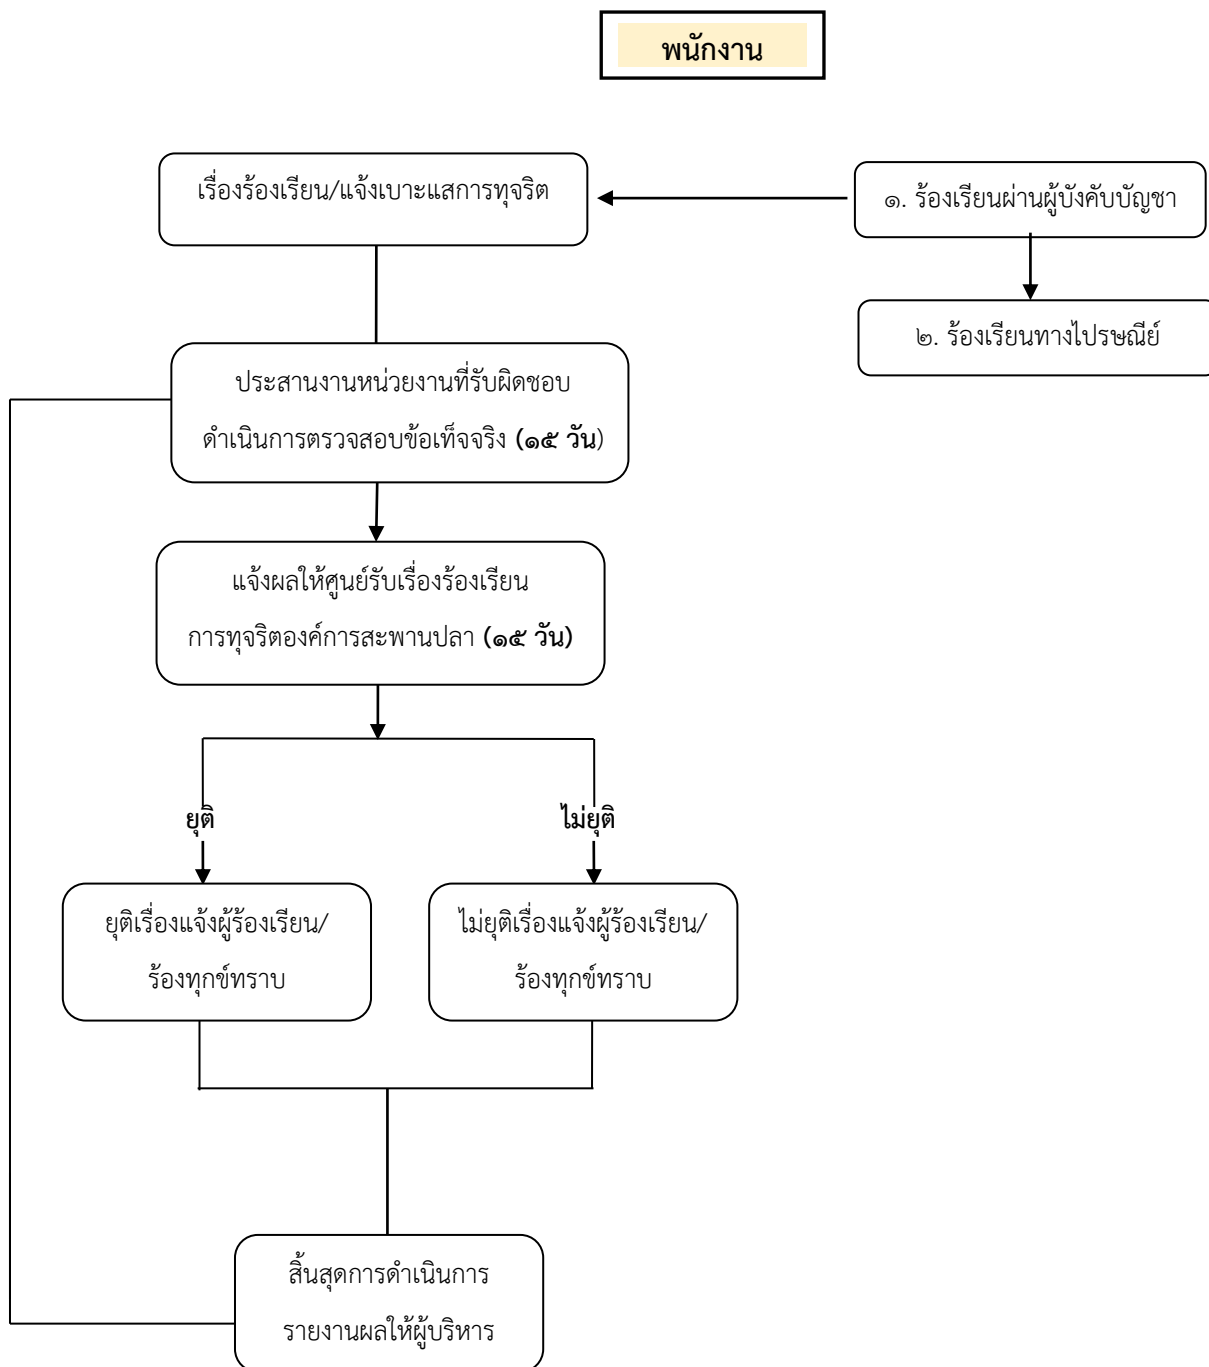 พนักงาน
เรื่องร้องเรียน/แจ้งเบาะแสการทุจริต
๑. ร้องเรียนผ่านผู้บังคับบัญชา
๒. ร้องเรียนทางไปรษณีย์
ประสานงานหน่วยงานที่รับผิดชอบ
ดำเนินการตรวจสอบข้อเท็จจริง (๑๕ วัน)
แจ้งผลให้ศูนย์รับเรื่องร้องเรียน
การทุจริตองค์การสะพานปลา (๑๕ วัน)
ยุติ
ไม่ยุติ
ยุติเรื่องแจ้งผู้ร้องเรียน/
ร้องทุกข์ทราบ
ไม่ยุติเรื่องแจ้งผู้ร้องเรียน/
ร้องทุกข์ทราบ
สิ้นสุดการดำเนินการ
รายงานผลให้ผู้บริหาร